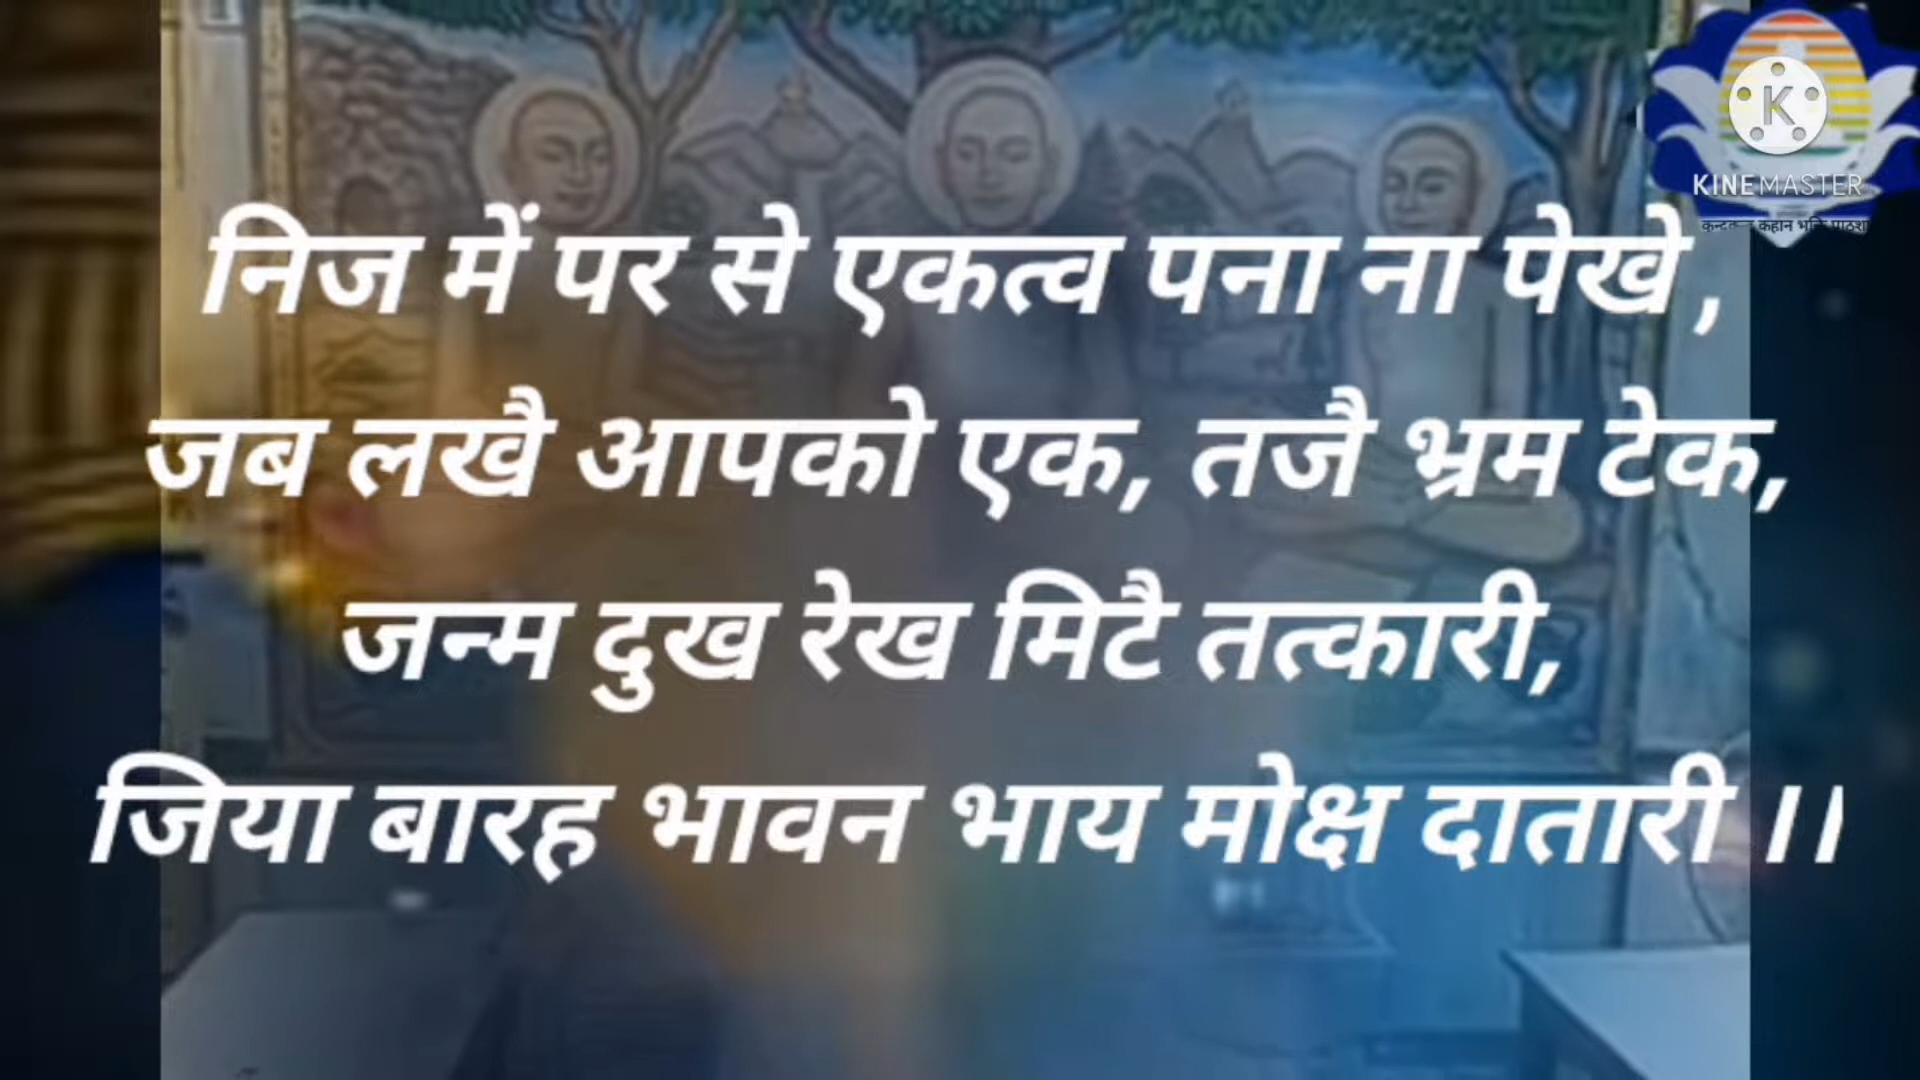 KINEMASTER
निज में पर से एकत्व पना ना पेखे ,
जब लखै आपको एक, तजै भ्रम टेक,
जन्म दुख रेख मिटै तत्कारी,
जिया बारह भावन भाय मोक्ष दातारी ।।